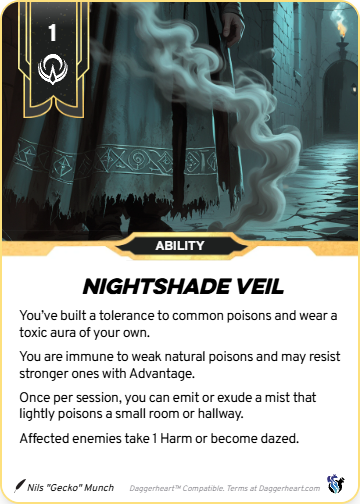 1
ABILITY
NIGHTSHADE VEIL
You've built a tolerance to common poisons and wear a
toxic aura of your own.
You are immune to weak natural poisons and may resist
stronger ones with Advantage.
Once per session, you can emit or exude a mist that
lightly poisons a small room or hallway.
Affected enemies take 1 Harm or become dazed.
Nils "Gecko" Munch
Daggerheart™ Compatible. Terms at Daggerheart.com